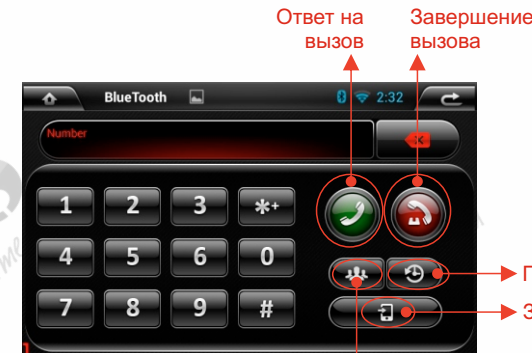 Ответ на
вызов
Завершение
вызова
BlueTooth
2:32
Number
1 2 3 *+
4 5 6 0
7 8 9 #